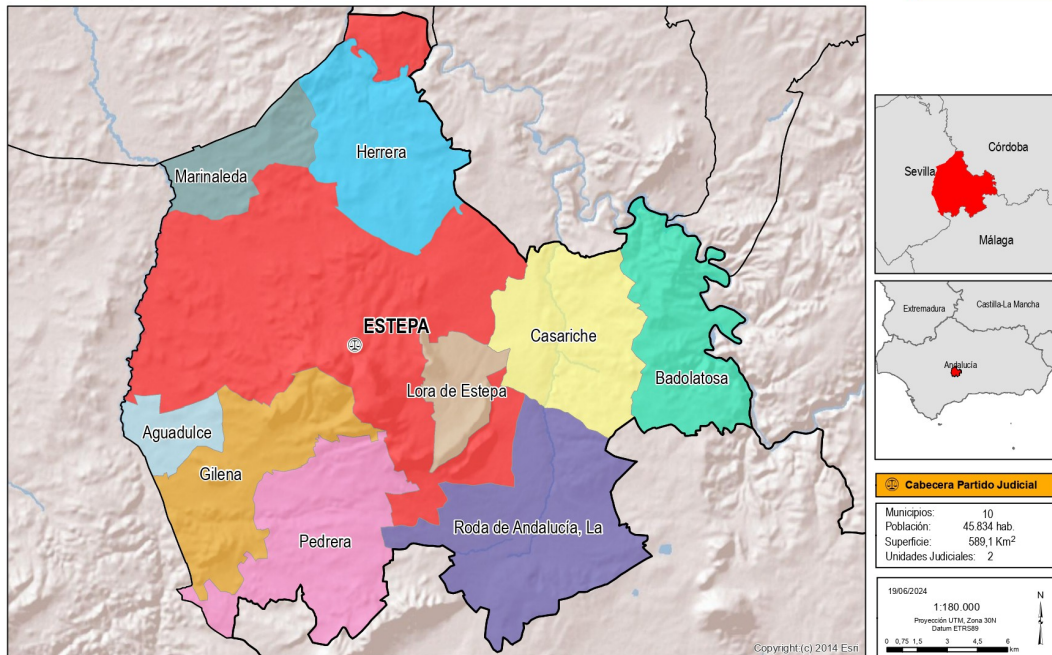 Herrera
Marinaleda
ESTEPA
Casariche
Lora de Estepa
Badolatosa
Aguadulce
Gilena
Roda de Andalucía, La
Pedrera
Copyright:(c) 2014 Esri
Córdoba
Sevilla
Málaga
Extremadura
Castilla-La Mancha
Andalucía
Cabecera Partido Judicial
Municipios: 10
Población: 45.834 hab.
Superficie: 589,1 Km²
Unidades Judiciales: 2
19/06/2024
1:180.000
Proyección UTM, Zona 30N
Datum ETRS89
N
0 0,75 1,5 3 4,5 6
km